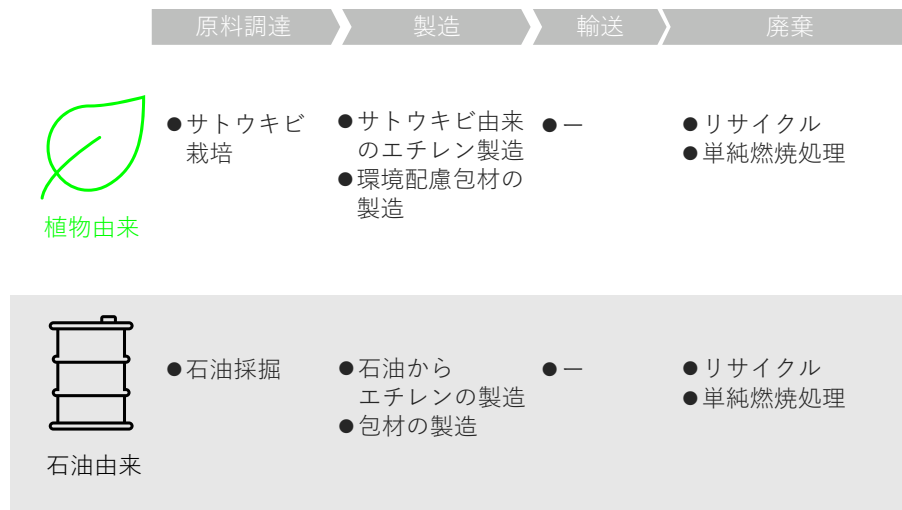 原料調達 製造 輸送 廃棄
●サトウキビ
栽培
●サトウキビ由来
のエチレン製造
●環境配慮包材の
製造
●ー
●リサイクル
●単純燃焼処理
植物由来
●石油採掘
●石油から
エチレンの製造
●包材の製造
●ー
●リサイクル
●単純燃焼処理
石油由来